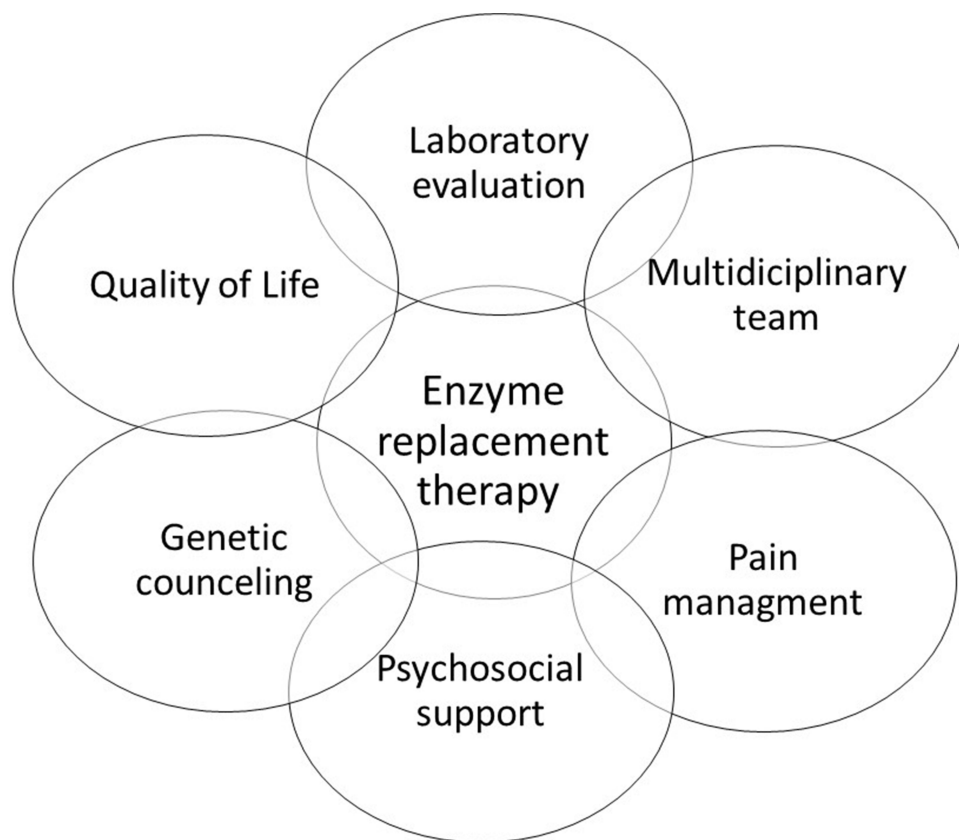 Laboratory
evaluation
Quality of Life
Multidiciplinary
team
Enzyme
replacement
therapy
Genetic
counceling
Pain
managment
Psychosocial
support